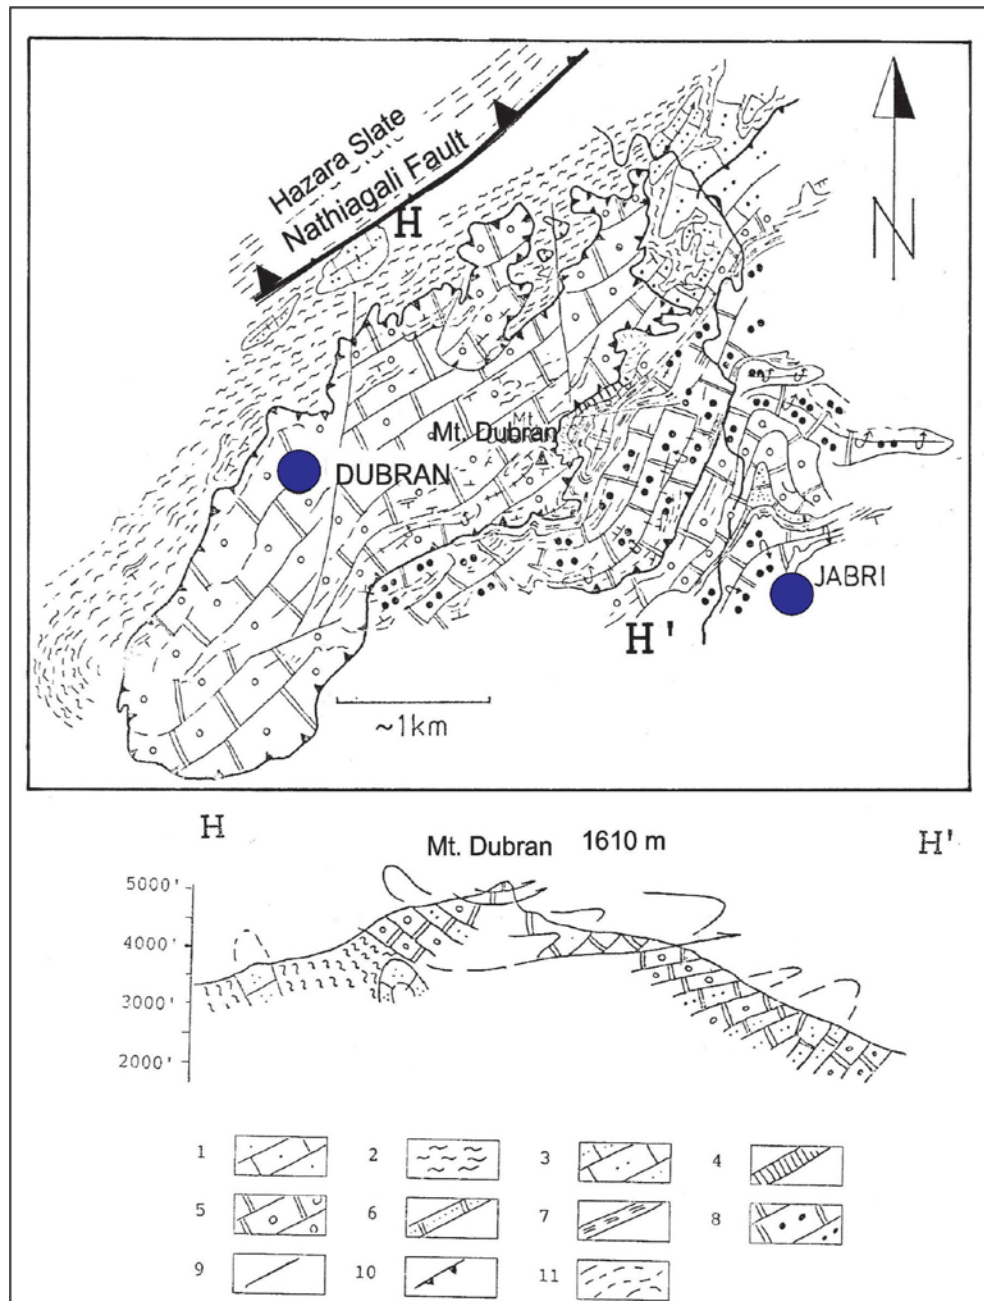 Hazara Slate
Nathiagali Fault
H
N
Mt.
Mt. Dubran
DUBRAN
JABRI
H'
~1km
H
Mt. Dubran 1610 m
H'
5000'
4000'
3000'
2000'
1
2
3
4
5
6
7
8
9
10
11